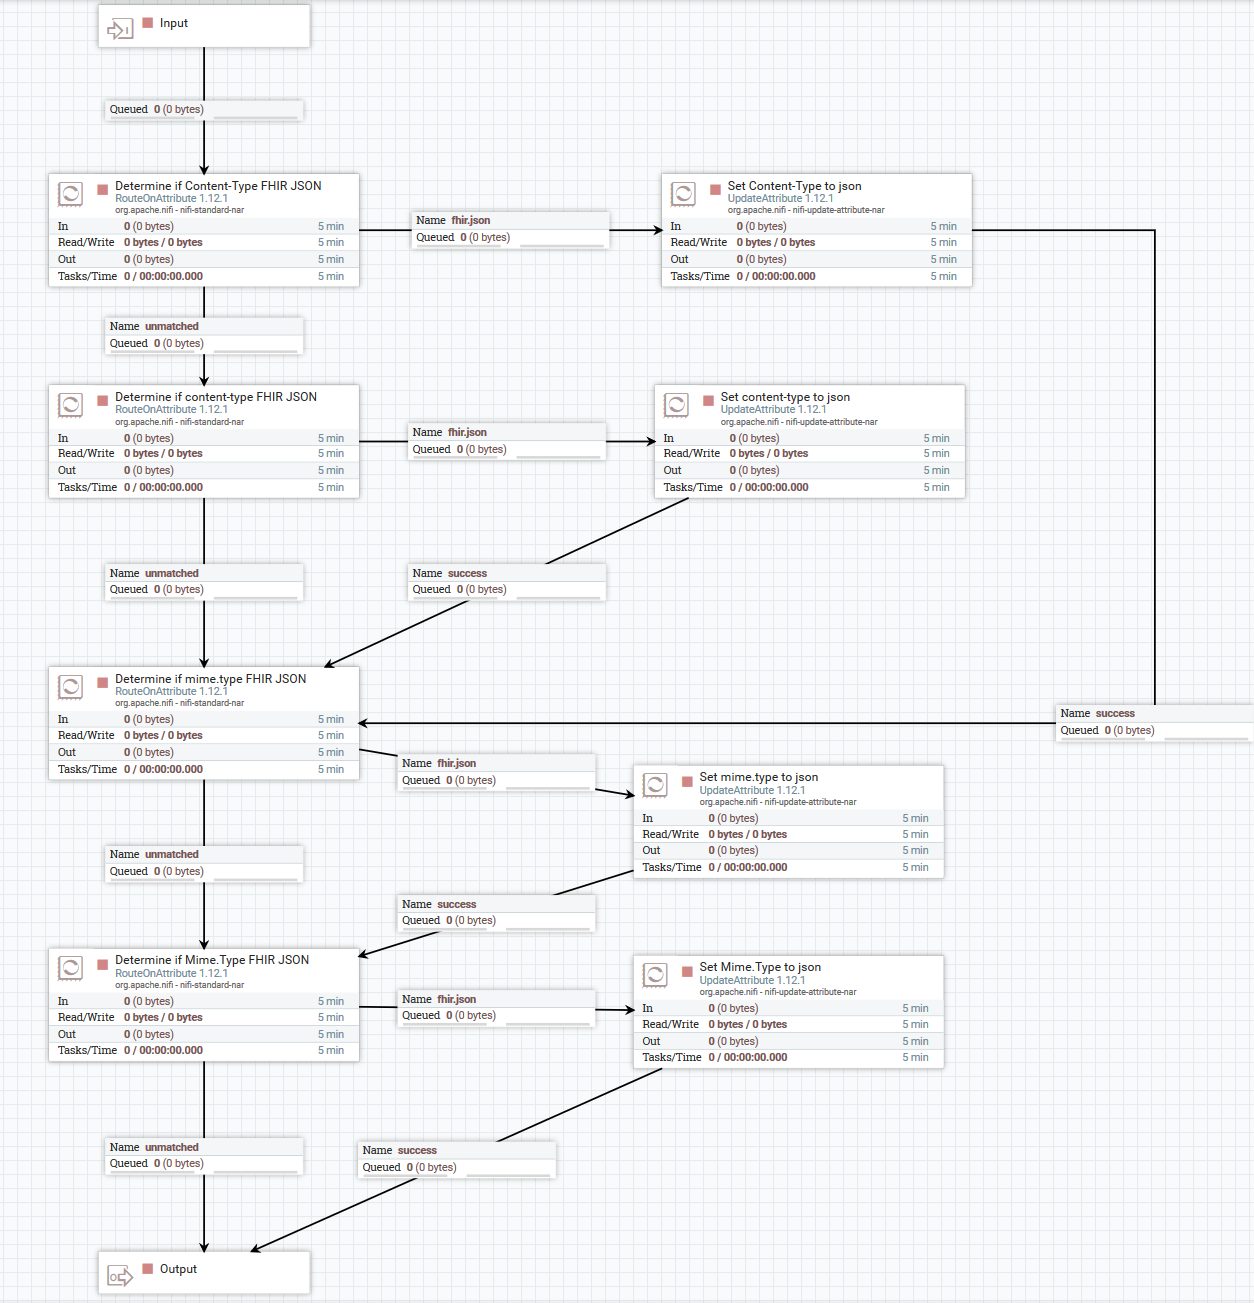 Input
Queued 0 (0 bytes)
Determine if Content-Type FHIR JSON
RouteOnAttribute 1.12.1
org.apache.nifi - nifi-standard-nar
In 0 (0 bytes) 5 min
Read/Write 0 bytes / 0 bytes 5 min
Out 0 (0 bytes) 5 min
Tasks/Time 0 / 00:00:00.000 5 min
Name fhir.json
Queued 0 (0 bytes)
Set Content-Type to json
UpdateAttribute 1.12.1
org.apache.nifi - nifi-update-attribute-nar
In 0 (0 bytes) 5 min
Read/Write 0 bytes / 0 bytes 5 min
Out 0 (0 bytes) 5 min
Tasks/Time 0 / 00:00:00.000 5 min
Name unmatched
Queued 0 (0 bytes)
Determine if content-type FHIR JSON
RouteOnAttribute 1.12.1
org.apache.nifi - nifi-standard-nar
In 0 (0 bytes) 5 min
Read/Write 0 bytes / 0 bytes 5 min
Out 0 (0 bytes) 5 min
Tasks/Time 0 / 00:00:00.000 5 min
Name fhir.json
Queued 0 (0 bytes)
Set content-type to json
UpdateAttribute 1.12.1
org.apache.nifi - nifi-update-attribute-nar
In 0 (0 bytes) 5 min
Read/Write 0 bytes / 0 bytes 5 min
Out 0 (0 bytes) 5 min
Tasks/Time 0 / 00:00:00.000 5 min
Name unmatched
Queued 0 (0 bytes)
Name success
Queued 0 (0 bytes)
Determine if mime.type FHIR JSON
RouteOnAttribute 1.12.1
org.apache.nifi - nifi-standard-nar
In 0 (0 bytes) 5 min
Read/Write 0 bytes / 0 bytes 5 min
Out 0 (0 bytes) 5 min
Tasks/Time 0 / 00:00:00.000 5 min
Name success
Queued 0 (0 bytes)
Name fhir.json
Queued 0 (0 bytes)
Set mime.type to json
UpdateAttribute 1.12.1
org.apache.nifi - nifi-update-attribute-nar
In 0 (0 bytes) 5 min
Read/Write 0 bytes / 0 bytes 5 min
Out 0 (0 bytes) 5 min
Tasks/Time 0 / 00:00:00.000 5 min
Name unmatched
Queued 0 (0 bytes)
Name success
Queued 0 (0 bytes)
Determine if Mime.Type FHIR JSON
RouteOnAttribute 1.12.1
org.apache.nifi - nifi-standard-nar
In 0 (0 bytes) 5 min
Read/Write 0 bytes / 0 bytes 5 min
Out 0 (0 bytes) 5 min
Tasks/Time 0 / 00:00:00.000 5 min
Name fhir.json
Queued 0 (0 bytes)
Set Mime.Type to json
UpdateAttribute 1.12.1
org.apache.nifi - nifi-update-attribute-nar
In 0 (0 bytes) 5 min
Read/Write 0 bytes / 0 bytes 5 min
Out 0 (0 bytes) 5 min
Tasks/Time 0 / 00:00:00.000 5 min
Name unmatched
Queued 0 (0 bytes)
Name success
Queued 0 (0 bytes)
Output